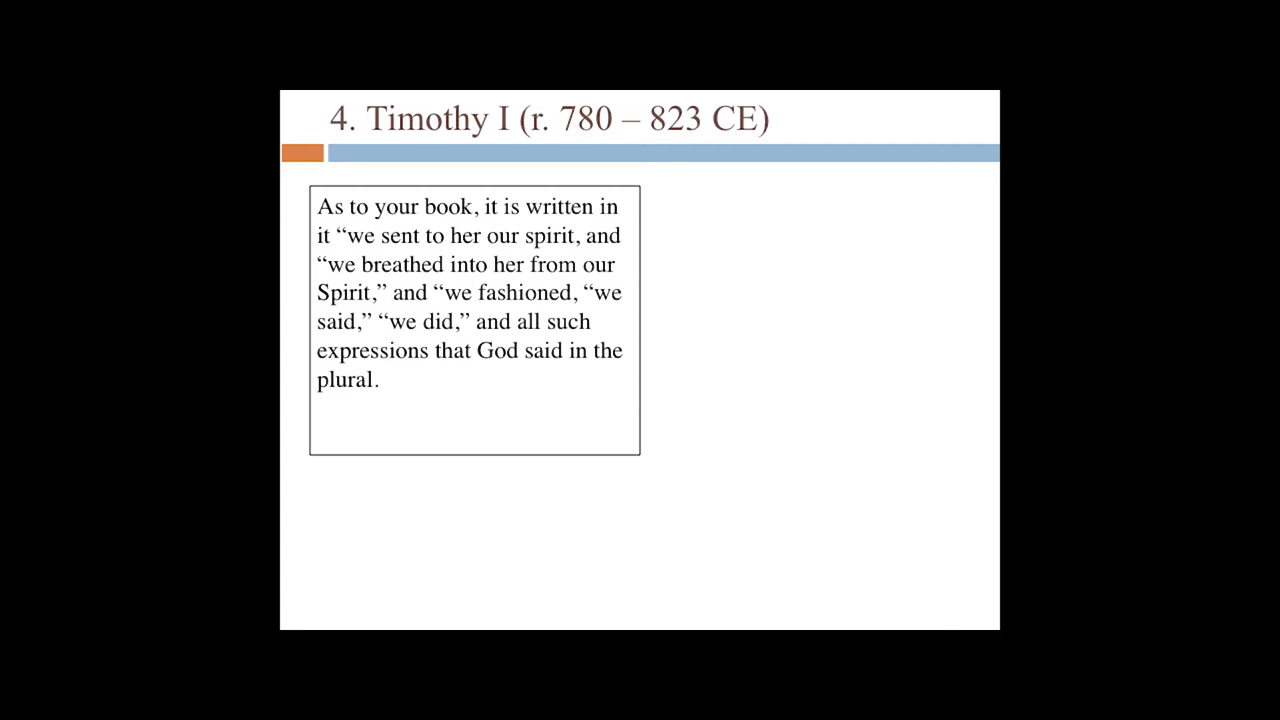 4. Timothy I (r. 780 – 823 CE)
As to your book, it is written in
it “we sent to her our spirit, and
“we breathed into her from our
Spirit,” and “we fashioned, “we
said,” “we did,” and all such
expressions that God said in the
plural.